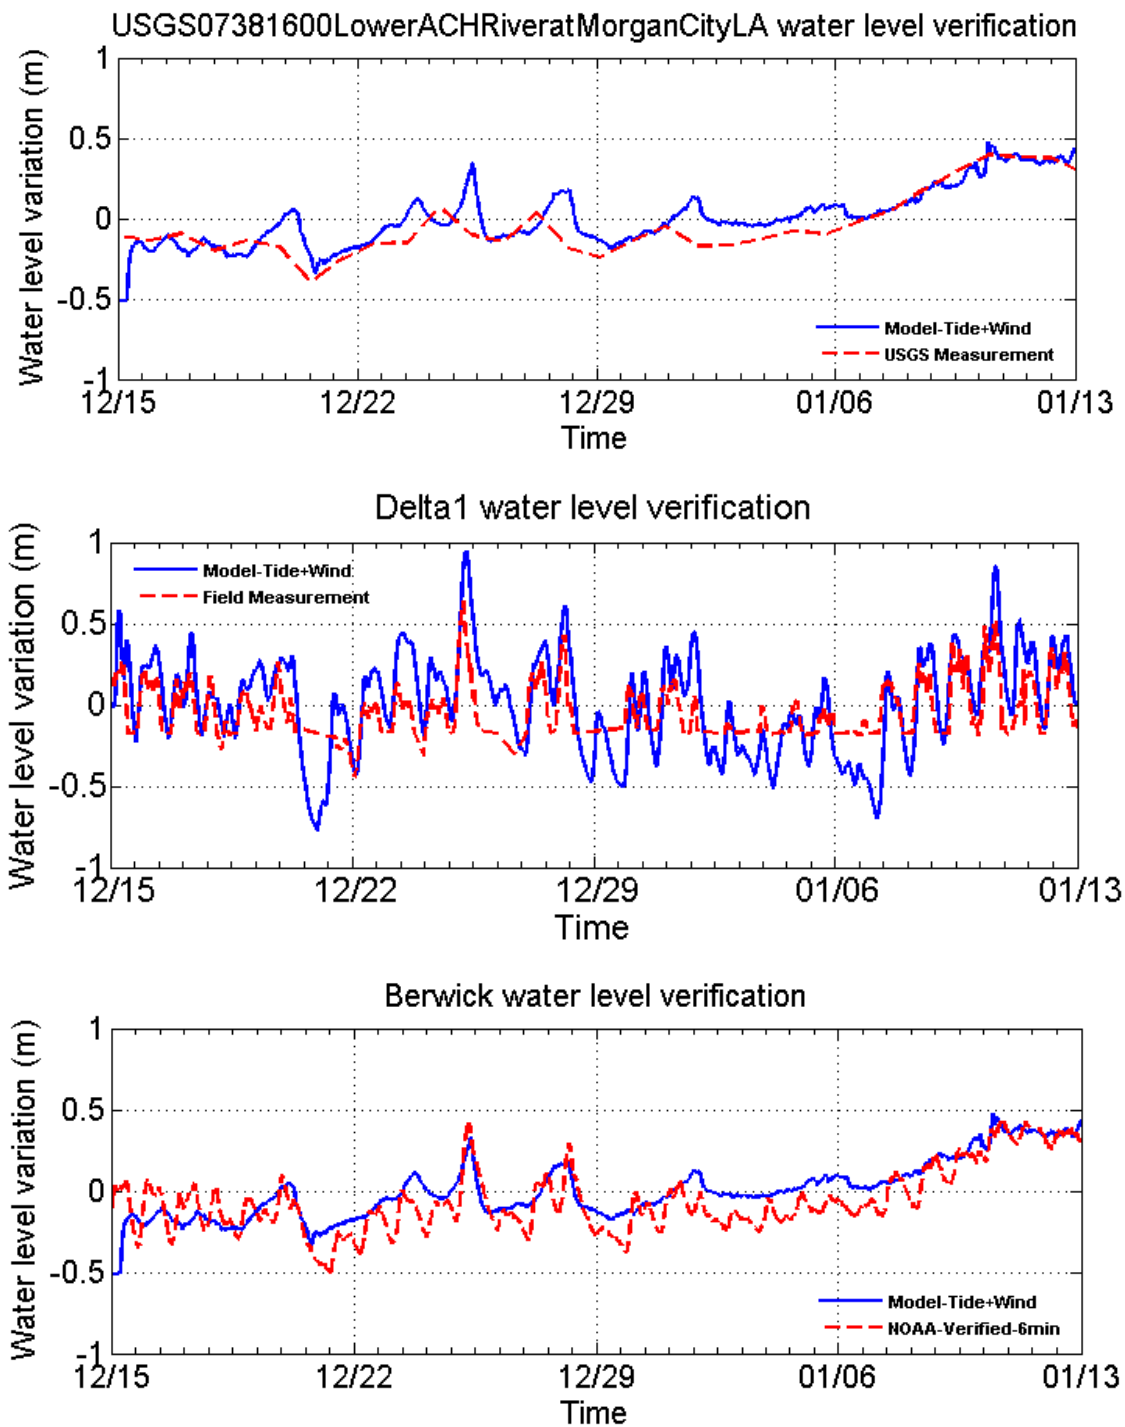 USGS07381600LowerACHRiveratMorganCityLA water level verification
Water level variation (m)
1
0.5
0
-0.5
-1
Model-Tide+Wind
USGS Measurement
12/15 12/22 12/29 01/06 01/13
Time
Delta1 water level verification
Water level variation (m)
1
0.5
0
-0.5
-1
Model-Tide+Wind
Field Measurement
12/15 12/22 12/29 01/06 01/13
Time
Berwick water level verification
Water level variation (m)
1
0.5
0
-0.5
-1
Model-Tide+Wind
NOAA-Verified-6min
12/15 12/22 12/29 01/06 01/13
Time